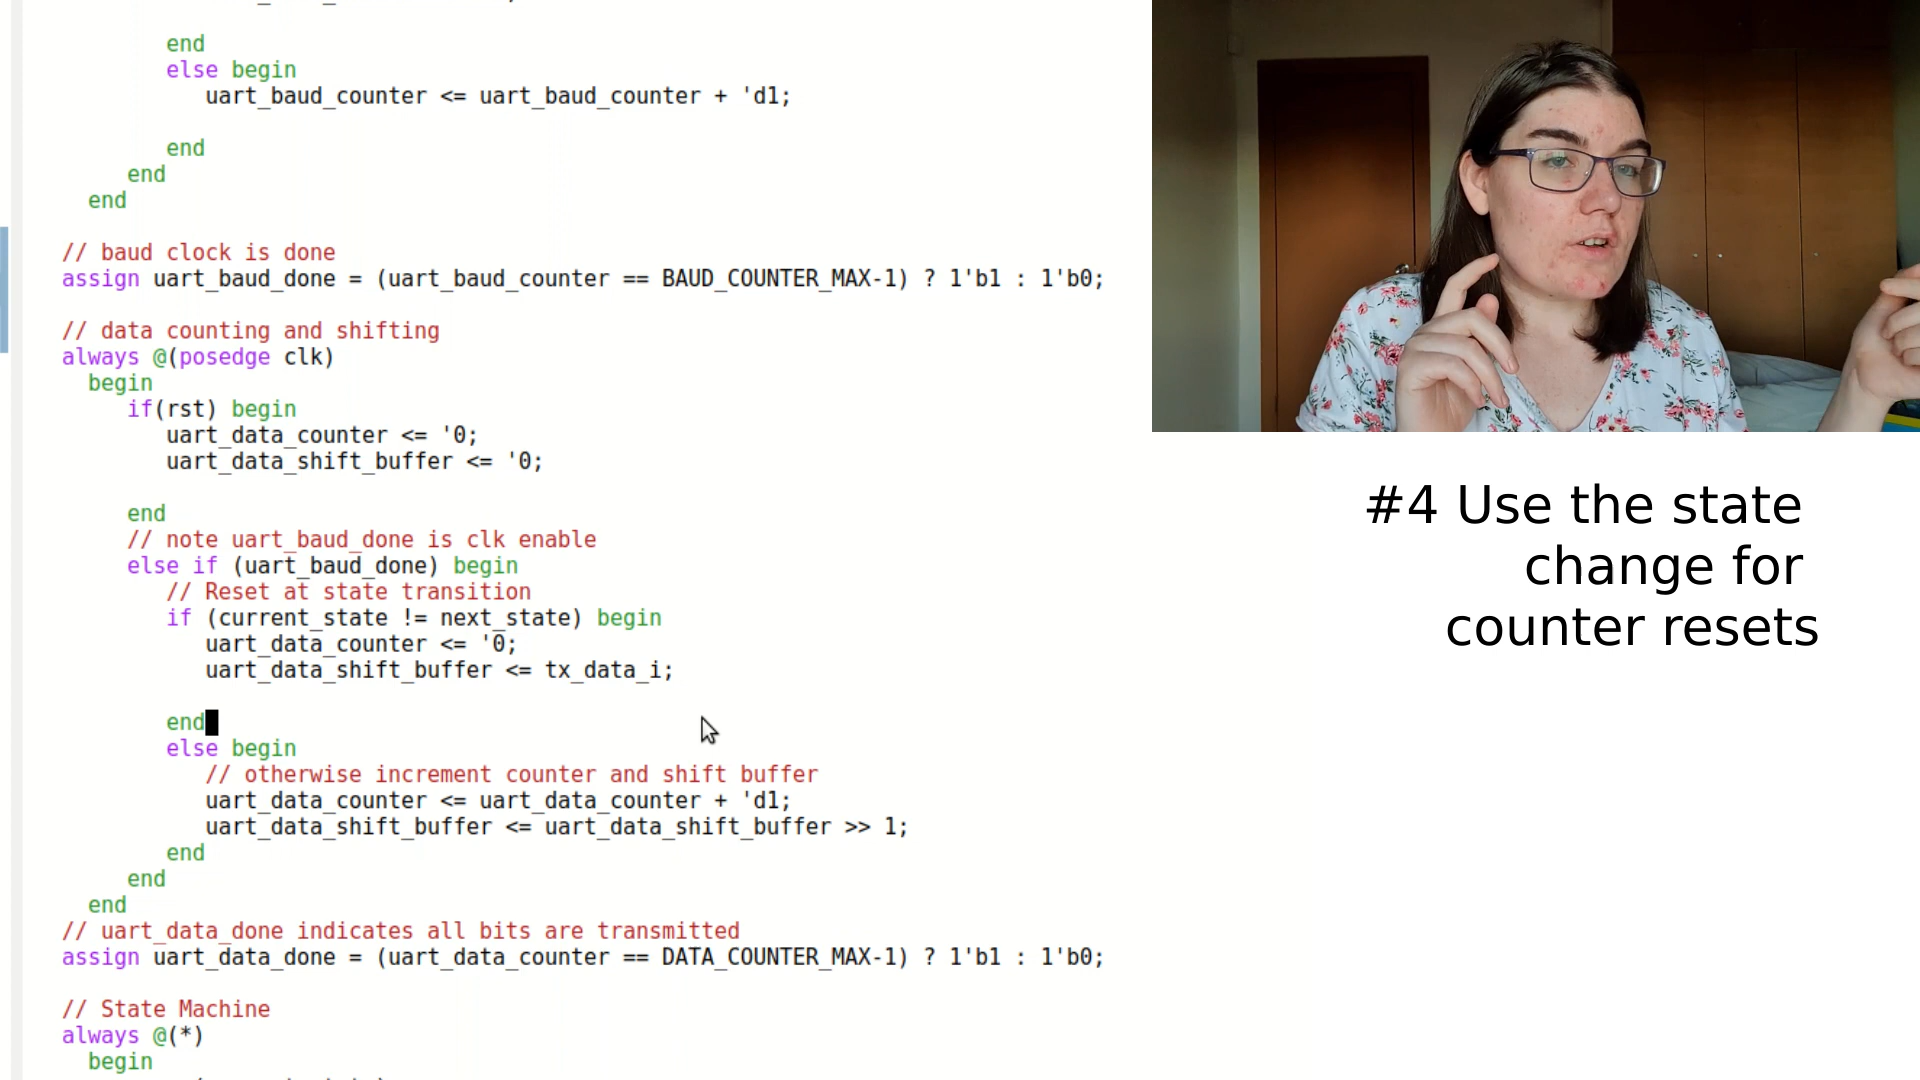 end
else begin
uart_baud_counter <= uart_baud_counter + 'd1;
end
end
end
// baud clock is done
assign uart_baud_done = (uart_baud_counter == BAUD_COUNTER_MAX-1) ? 1'b1 : 1'b0;
// data counting and shifting
always @(posedge clk)
begin
if(rst) begin
uart_data_counter <= '0;
uart_data_shift_buffer <= '0;
end
// note uart_baud_done is clk enable
else if (uart_baud_done) begin
// Reset at state transition
if (current_state != next_state) begin
uart_data_counter <= '0;
uart_data_shift_buffer <= tx_data_i;
end
else begin
// otherwise increment counter and shift buffer
uart_data_counter <= uart_data_counter + 'd1;
uart_data_shift_buffer <= uart_data_shift_buffer >> 1;
end
end
end
// uart_data_done indicates all bits are transmitted
assign uart_data_done = (uart_data_counter == DATA_COUNTER_MAX-1) ? 1'b1 : 1'b0;
// State Machine
always @(*)
begin
#4 Use the state
change for
counter resets